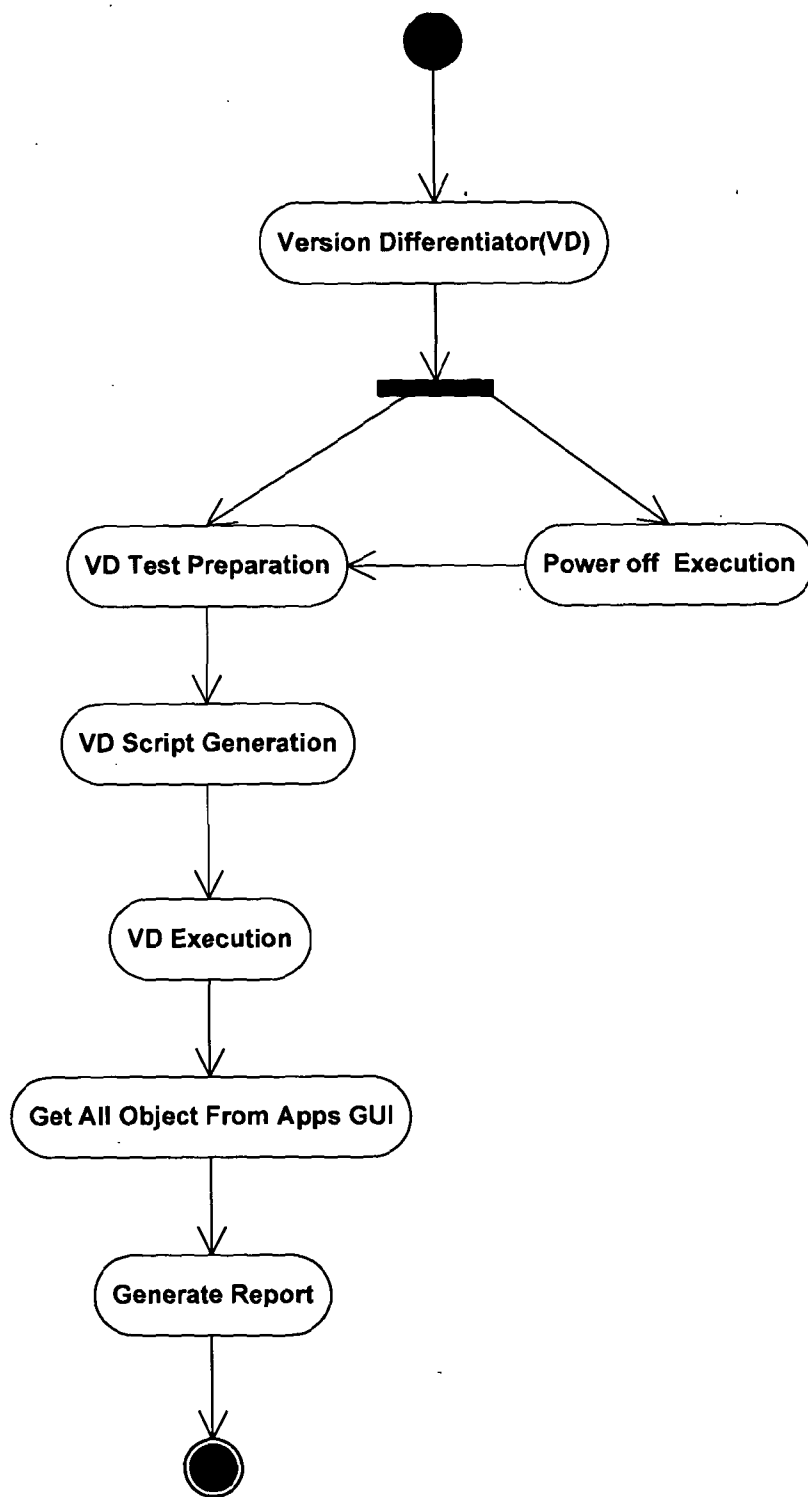 Version Differentiator(VD)
VD Test Preparation
Power off Execution
VD Script Generation
VD Execution
Get All Object From Apps GUI
Generate Report